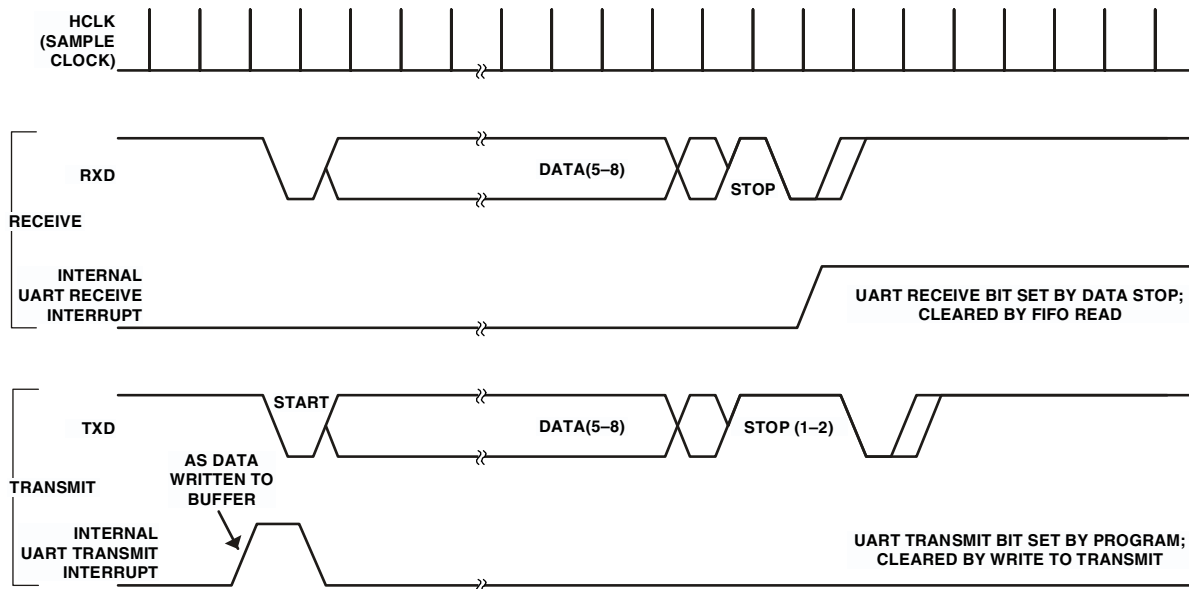 HCLK
(SAMPLE
CLOCK)
RXD
DATA(5–8)
STOP
RECEIVE
INTERNAL
UART RECEIVE
INTERRUPT
UART RECEIVE BIT SET BY DATA STOP;
CLEARED BY FIFO READ
START
TXD
DATA(5–8)
STOP (1–2)
AS DATA
WRITTEN TO
BUFFER
TRANSMIT
INTERNAL
UART TRANSMIT
INTERRUPT
UART TRANSMIT BIT SET BY PROGRAM;
CLEARED BY WRITE TO TRANSMIT